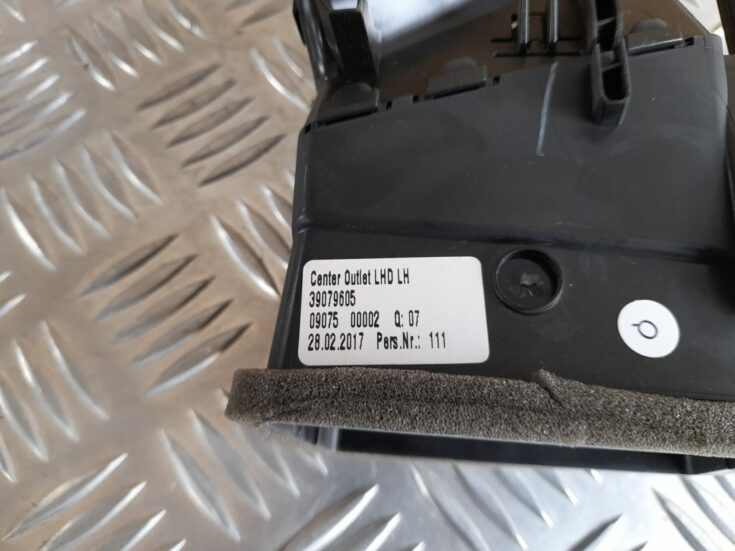 Center Outlet LHD LH
39079605
09075 00002 Q: 07
28.02.2017 Pers.Nr.: 111
Q